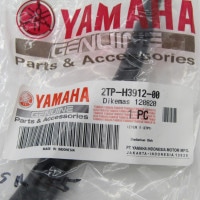 YAMAHA
GENUINE
Parts & Accessories
YAMAHA
GENUINE
Parts & Accessories
2TP-H3912-00
Dikemas 120820
1 PC
MADE IN INDONESIA
PT YAMAHA INDONESIA MOTOR MFG.
JAKARTA-INDONESIA